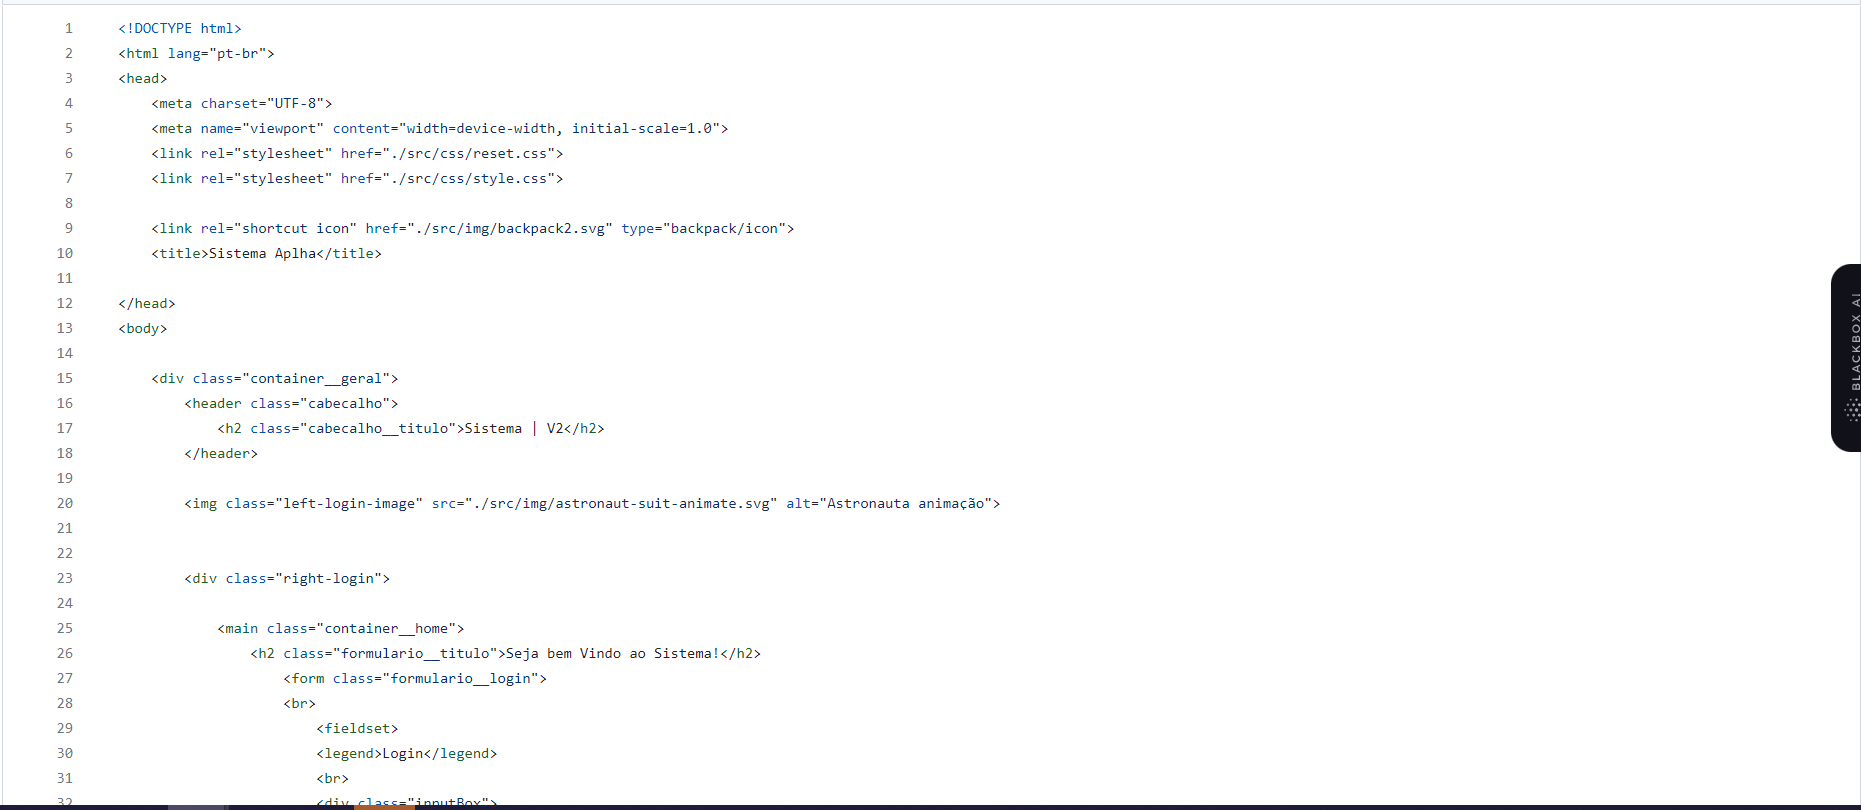 1 <!DOCTYPE html>
2 <html lang="pt-br">
3 <head>
4 <meta charset="UTF-8">
5 <meta name="viewport" content="width=device-width, initial-scale=1.0">
6 <link rel="stylesheet" href="./src/css/reset.css">
7 <link rel="stylesheet" href="./src/css/style.css">
8
9 <link rel="shortcut icon" href="./src/img/backpack2.svg" type="backpack/icon">
10 <title>Sistema Aplha</title>
11
12 </head>
13 <body>
14
15 <div class="container__geral">
16 <header class="cabecalho">
17 <h2 class="cabecalho__titulo">Sistema | V2</h2>
18 </header>
19
20 <img class="left-login-image" src="./src/img/astronaut-suit-animate.svg" alt="Astronauta animação">
21
22
23 <div class="right-login">
24
25 <main class="container__home">
26 <h2 class="formulario__titulo">Seja bem Vindo ao Sistema!</h2>
27 <form class="formulario__login">
28 <br>
29 <fieldset>
30 <legend>Login</legend>
31 <br>
32 <div class="inputBox">
BLACKBOX AI